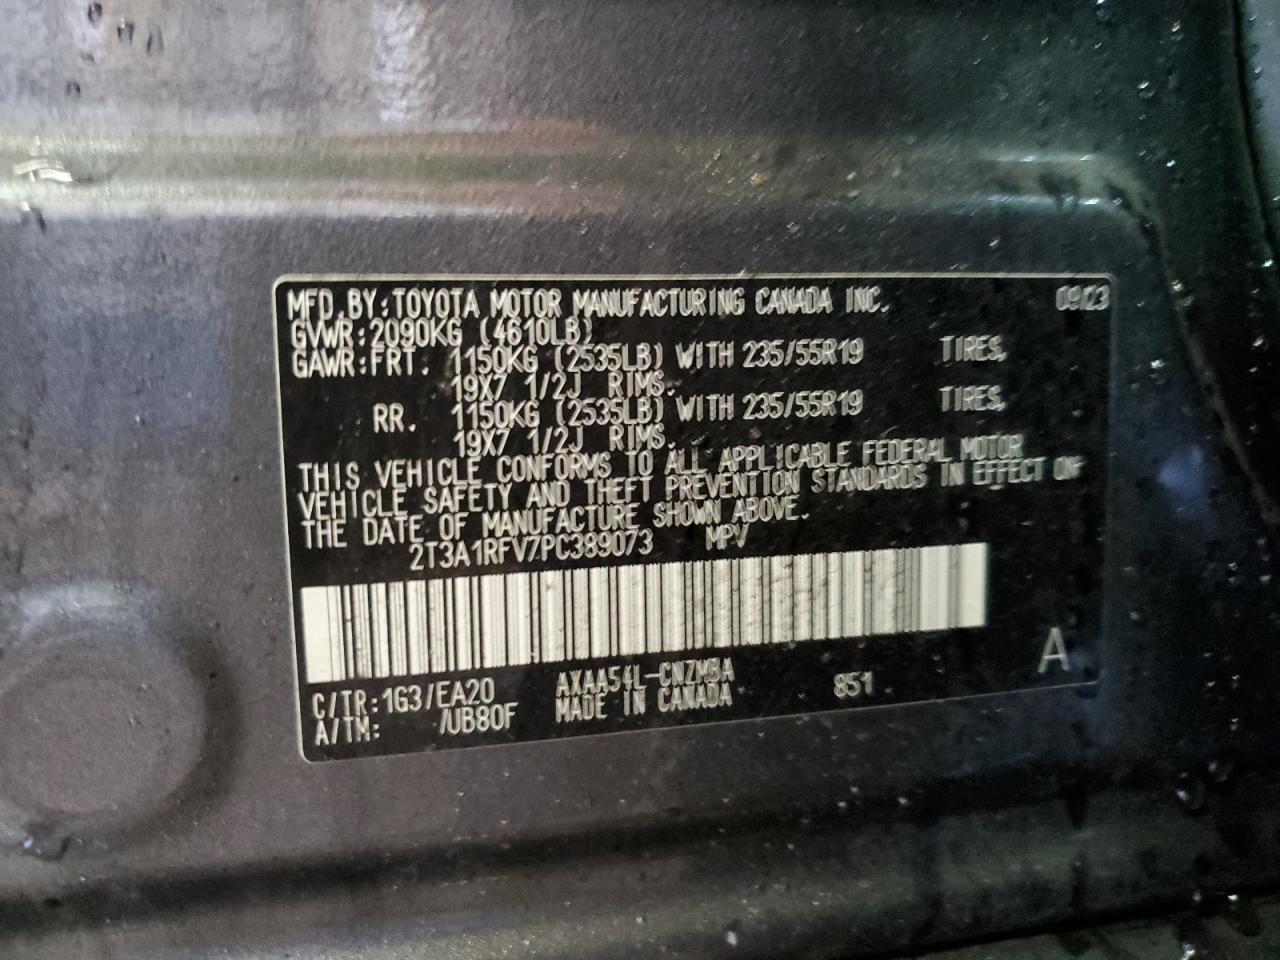 MFD.BY:TOYOTA MOTOR MANUFACTURING CANADA INC. 09/23
GVWR:2090KG (4610LB)
GAWR:FRT. 1150KG (2535LB) WITH 235/55R19 TIRES,
19X7 1/2J RIMS.
RR. 1150KG (2535LB) WITH 235/55R19 TIRES,
19X7 1/2J RIMS.
THIS VEHICLE CONFORMS TO ALL APPLICABLE FEDERAL MOTOR
VEHICLE SAFETY AND THEFT PREVENTION STANDARDS IN EFFECT ON
THE DATE OF MANUFACTURE SHOWN ABOVE.
2T3A1RFV7PC389073 MPV
A
C/TR:1G3/EA20 AXAA54L-CNZMBA 851
A/TM: /UB80F MADE IN CANADA